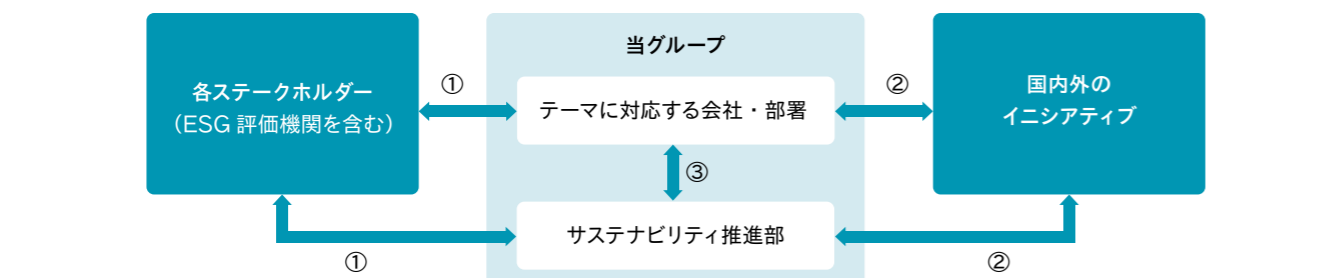 当グループ
各ステークホルダー
（ESG 評価機関を含む）
①
テーマに対応する会社・部署
②
国内外の
イニシアティブ
③
サステナビリティ推進部
①
②